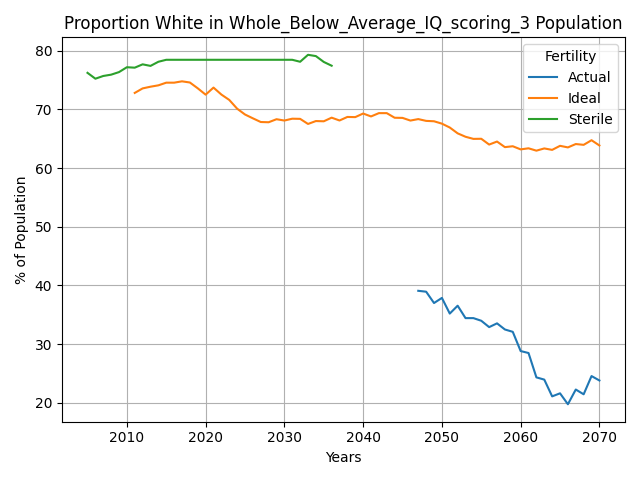 Proportion White in Whole_Below_Average_IQ_scoring_3 Population
Fertility
Actual
Ideal
Sterile
% of Population
80
70
60
50
40
30
20
2010 2020 2030 2040 2050 2060 2070
Years